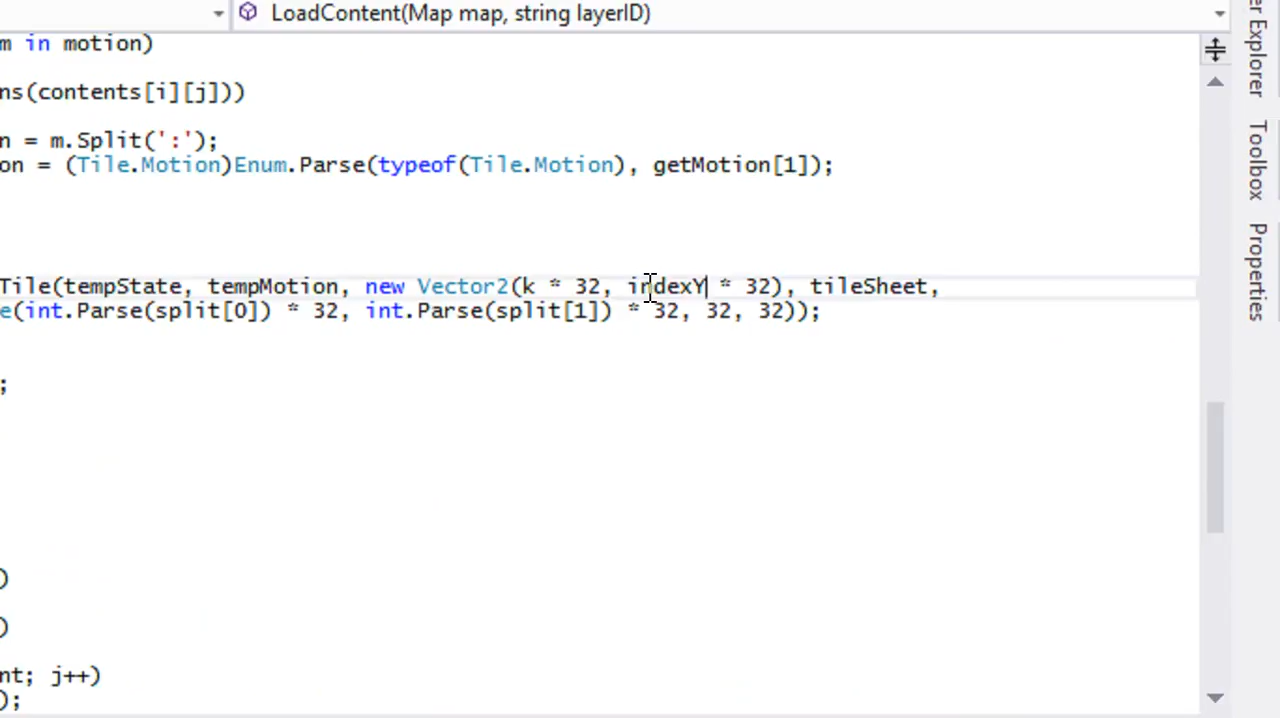 LoadContent(Map map, string layerID)
m in motion)
ns(contents[i][j]))
n = m.Split(':');
on = (Tile.Motion)Enum.Parse(typeof(Tile.Motion), getMotion[1]);
Tile(tempState, tempMotion, new Vector2(k * 32, indexY * 32), tileSheet,
e(int.Parse(split[0]) * 32, int.Parse(split[1]) * 32, 32, 32));
;
)
)
nt; j++)
);
er Explorer
Toolbox
Properties